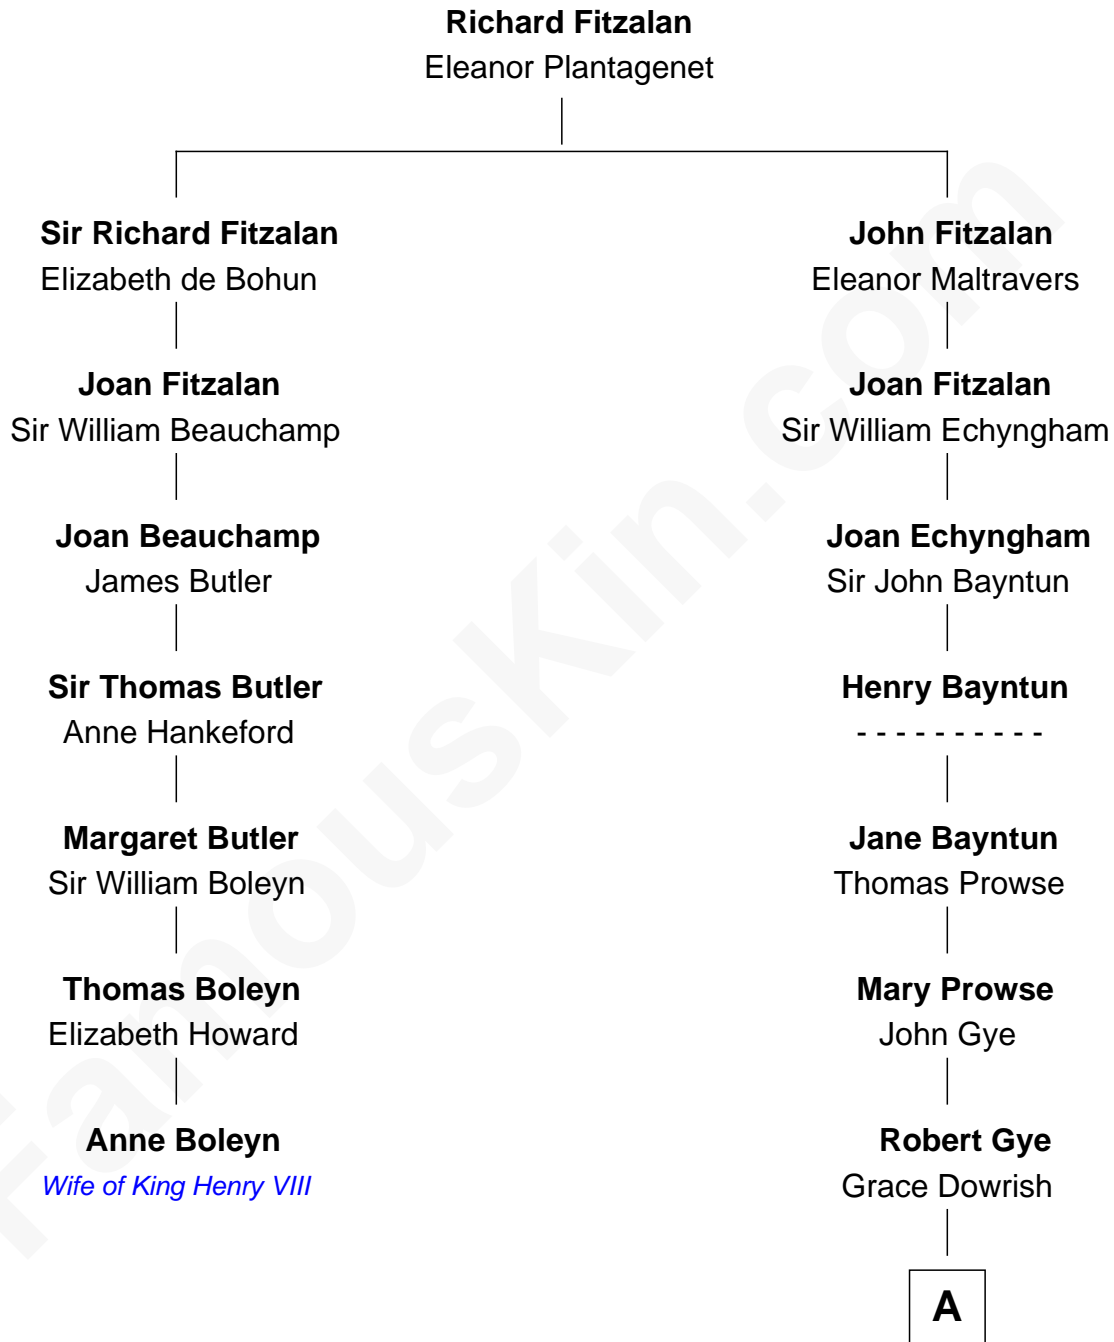 Richard Fitzalan
Eleanor Plantagenet
Sir Richard Fitzalan
Elizabeth de Bohun
Joan Fitzalan
Sir William Beauchamp
Joan Beauchamp
James Butler
Sir Thomas Butler
Anne Hankeford
Margaret Butler
Sir William Boleyn
Thomas Boleyn
Elizabeth Howard
Anne Boleyn
Wife of King Henry VIII
John Fitzalan
Eleanor Maltravers
Joan Fitzalan
Sir William Echyngham
Joan Echyngham
Sir John Bayntun
Henry Bayntun
- - - - - - - - - -
Jane Bayntun
Thomas Prowse
Mary Prowse
John Gye
Robert Gye
Grace Dowrish
A
FamousKin.com